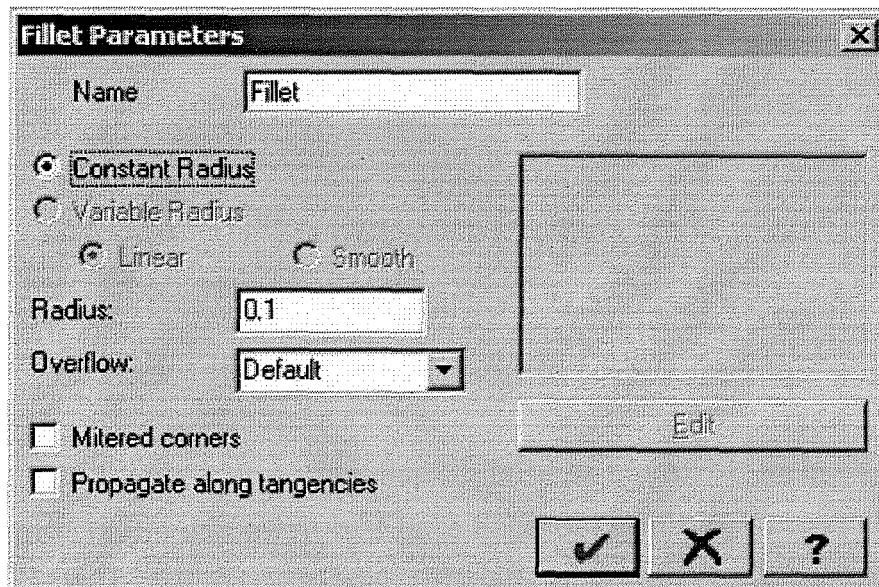 Fillet Parameters
Name Fillet
Constant Radius
Variable Radius
Linear Smooth
Radius: 0.1
Overflow: Default
Edit
Mitered corners
Propagate along tangencies
?